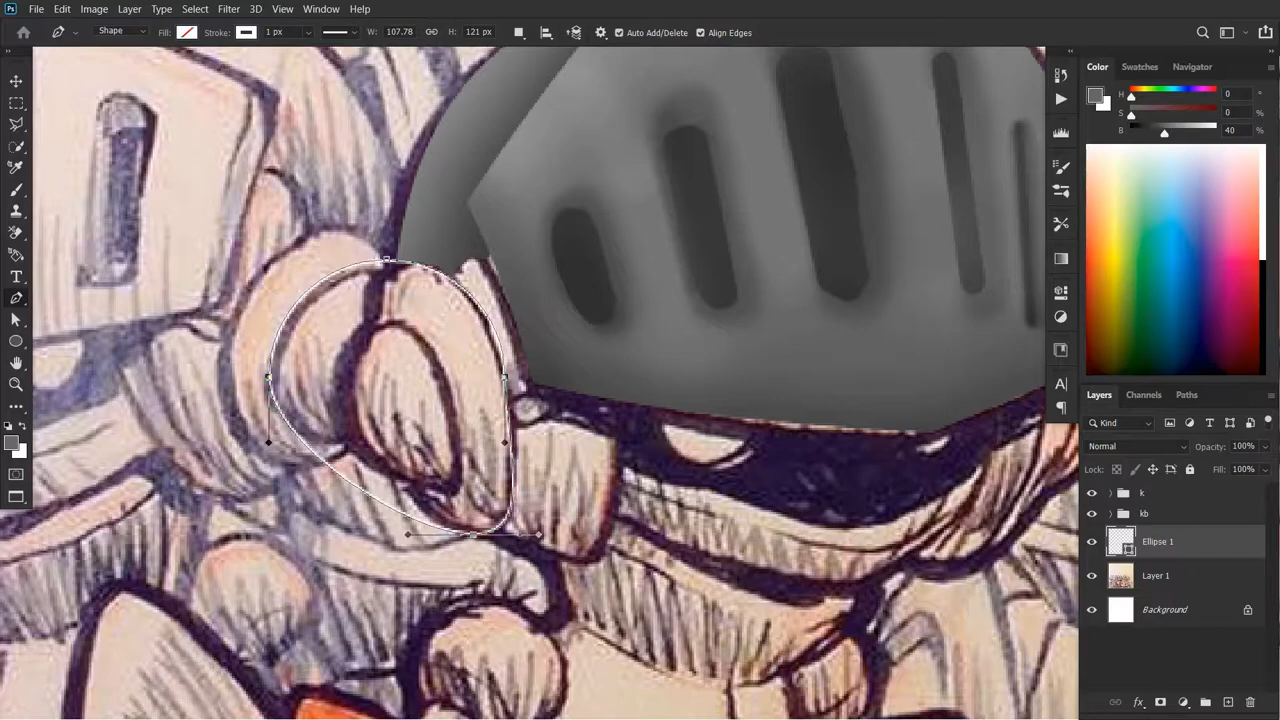 Ps File Edit Image Layer Type Select Filter 3D View Window Help
Shape Fill: Stroke: 1 px W: 107.78 H: 121 px Auto Add/Delete Align Edges
Color Swatches Navigator
H 0 °
S 0 %
B 40 %
Layers Channels Paths
Kind
Normal Opacity: 100%
Lock: Fill: 100%
k
kb
Ellipse 1
Layer 1
Background
fx